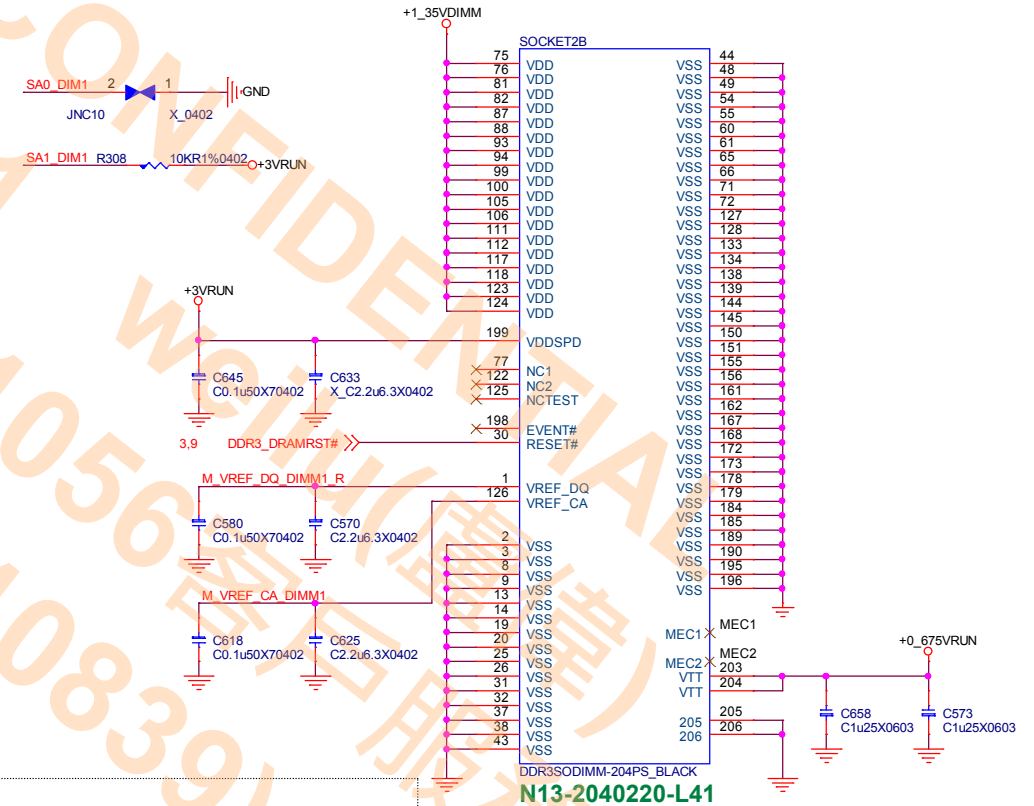 +1_35VDIMM
SOCKET2B
SA0_DIM1 2 1 GND
JNC10 X_0402
SA1_DIM1 R308 10KR1%0402 +3VRUN
75 VDD
76 VDD
81 VDD
82 VDD
87 VDD
88 VDD
93 VDD
94 VDD
99 VDD
100 VDD
105 VDD
106 VDD
111 VDD
112 VDD
117 VDD
118 VDD
123 VDD
124 VDD
+3VRUN
199 VDDSPD
C645
C0.1u50X70402
C633
X_C2.2u6.3X0402
77 NC1
122 NC2
125 NCTEST
198 EVENT#
30 RESET#
3,9 DDR3_DRAMRST#
M_VREF_DQ_DIMM1_R
1 VREF_DQ
126 VREF_CA
C580
C0.1u50X70402
C570
C2.2u6.3X0402
M_VREF_CA_DIMM1
C618
C0.1u50X70402
C625
C2.2u6.3X0402
2 VSS
3 VSS
8 VSS
9 VSS
13 VSS
14 VSS
19 VSS
20 VSS
25 VSS
26 VSS
31 VSS
32 VSS
37 VSS
38 VSS
43 VSS
VSS 44
VSS 48
VSS 49
VSS 54
VSS 55
VSS 60
VSS 61
VSS 65
VSS 66
VSS 71
VSS 72
VSS 127
VSS 128
VSS 133
VSS 134
VSS 138
VSS 139
VSS 144
VSS 145
VSS 150
VSS 151
VSS 155
VSS 156
VSS 161
VSS 162
VSS 167
VSS 168
VSS 172
VSS 173
VSS 178
VSS 179
VSS 184
VSS 185
VSS 189
VSS 190
VSS 195
VSS 196
MEC1 MEC1
MEC2 MEC2
VTT 203
VTT 204
205 205
206 206
+0_675VRUN
C658
C1u25X0603
C573
C1u25X0603
DDR3SODIMM-204PS_BLACK
N13-2040220-L41
CONFIDENTIAL